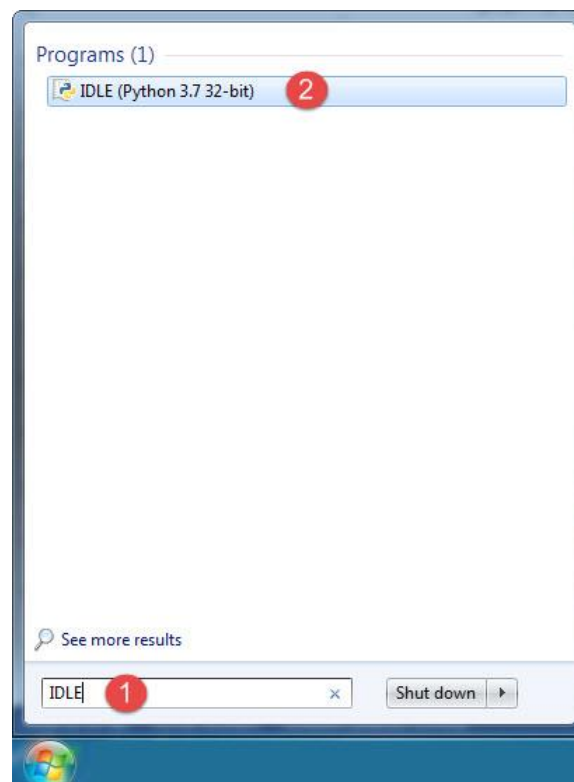 Programs (1)
IDLE (Python 3.7 32-bit) 2
See more results
IDLE 1 Shut down